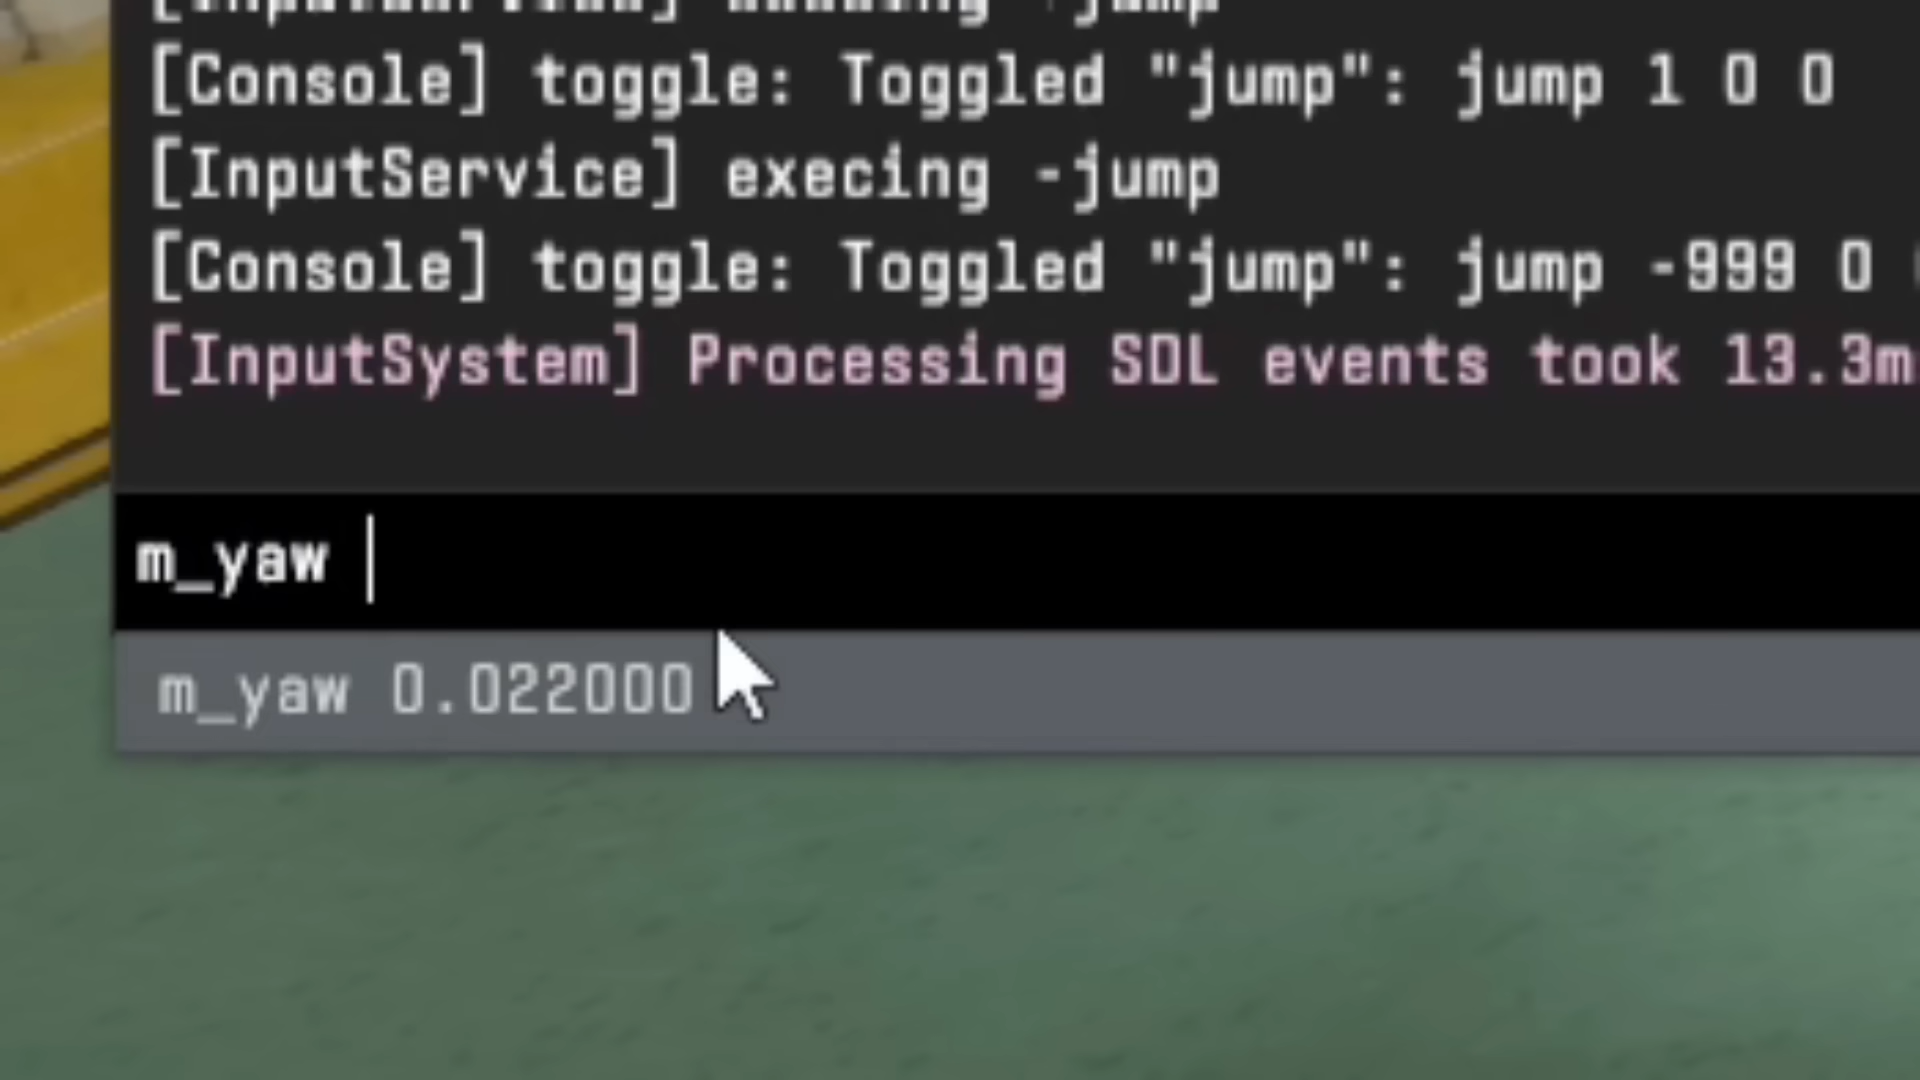 [Console] toggle: Toggled "jump": jump 1 0 0
[InputService] execing -jump
[Console] toggle: Toggled "jump": jump -999 0
[InputSystem] Processing SDL events took 13.3m
m_yaw
m_yaw 0.022000